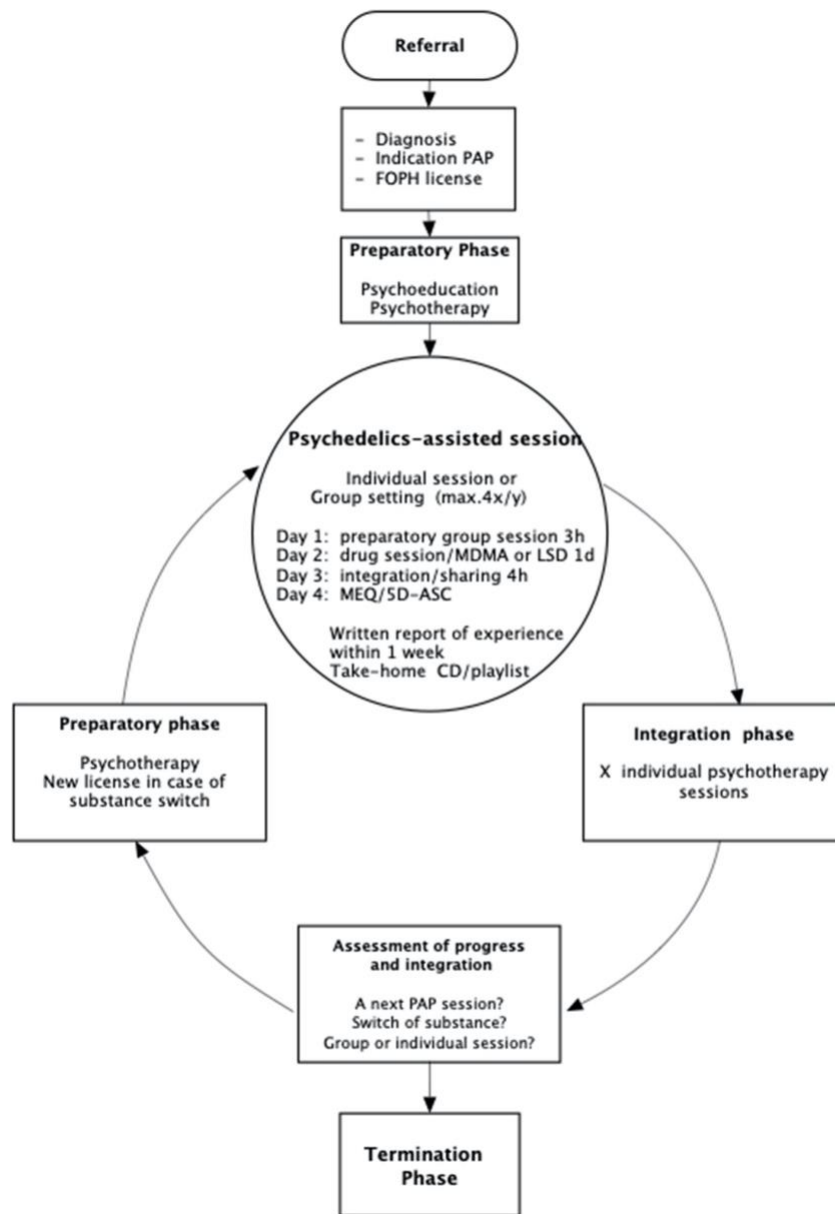 Referral
– Diagnosis
– Indication PAP
– FOPH license
Preparatory Phase
Psychoeducation
Psychotherapy
Psychedelics-assisted session
Individual session or
Group setting (max.4x/y)
Day 1: preparatory group session 3h
Day 2: drug session/MDMA or LSD 1d
Day 3: integration/sharing 4h
Day 4: MEQ/5D-ASC
Written report of experience
within 1 week
Take-home CD/playlist
Integration phase
X individual psychotherapy
sessions
Assessment of progress
and integration
A next PAP session?
Switch of substance?
Group or individual session?
Preparatory phase
Psychotherapy
New license in case of
substance switch
Termination
Phase